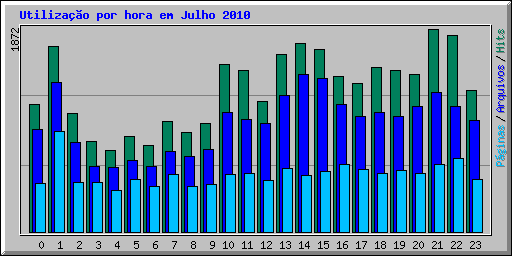 Utilização por hora em Julho 2010
1872
Páginas / Arquivos / Hits
0 1 2 3 4 5 6 7 8 9 10 11 12 13 14 15 16 17 18 19 20 21 22 23